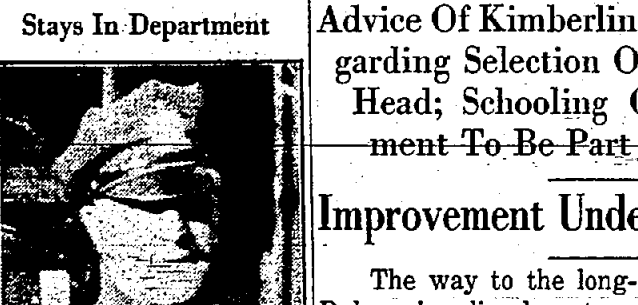 Stays In Department
Advice Of Kimberlin
garding Selection O
Head; Schooling
ment To Be Part
Improvement Unde
The way to the long-